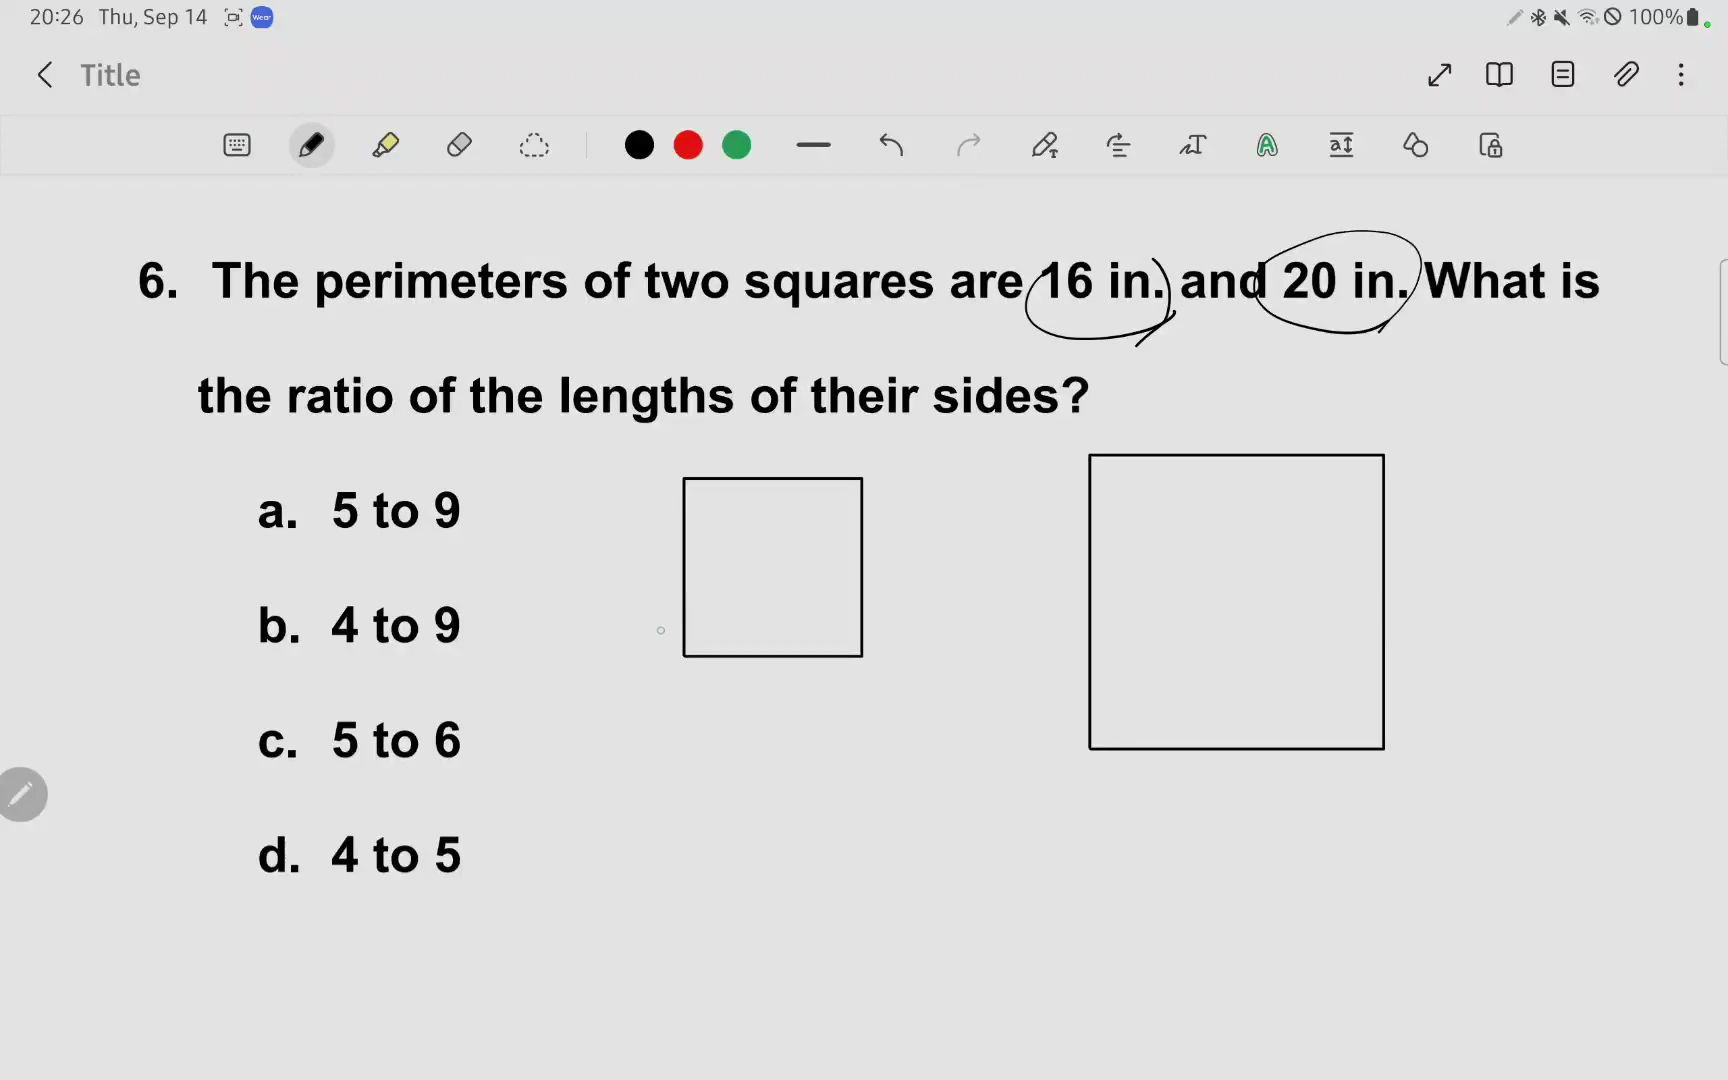 20:26 Thu, Sep 14 Wear 100%
Title
6. The perimeters of two squares are 16 in. and 20 in. What is
the ratio of the lengths of their sides?
a. 5 to 9
b. 4 to 9
c. 5 to 6
d. 4 to 5